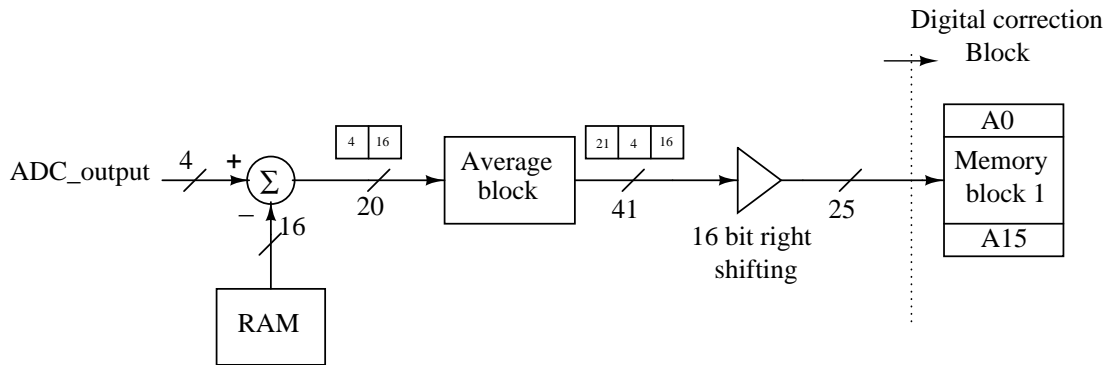 Digital correction
Block
ADC_output
4
+
Σ
−
16
RAM
4 16
20
Average
block
21 4 16
41
16 bit right
shifting
25
A0
Memory
block 1
A15